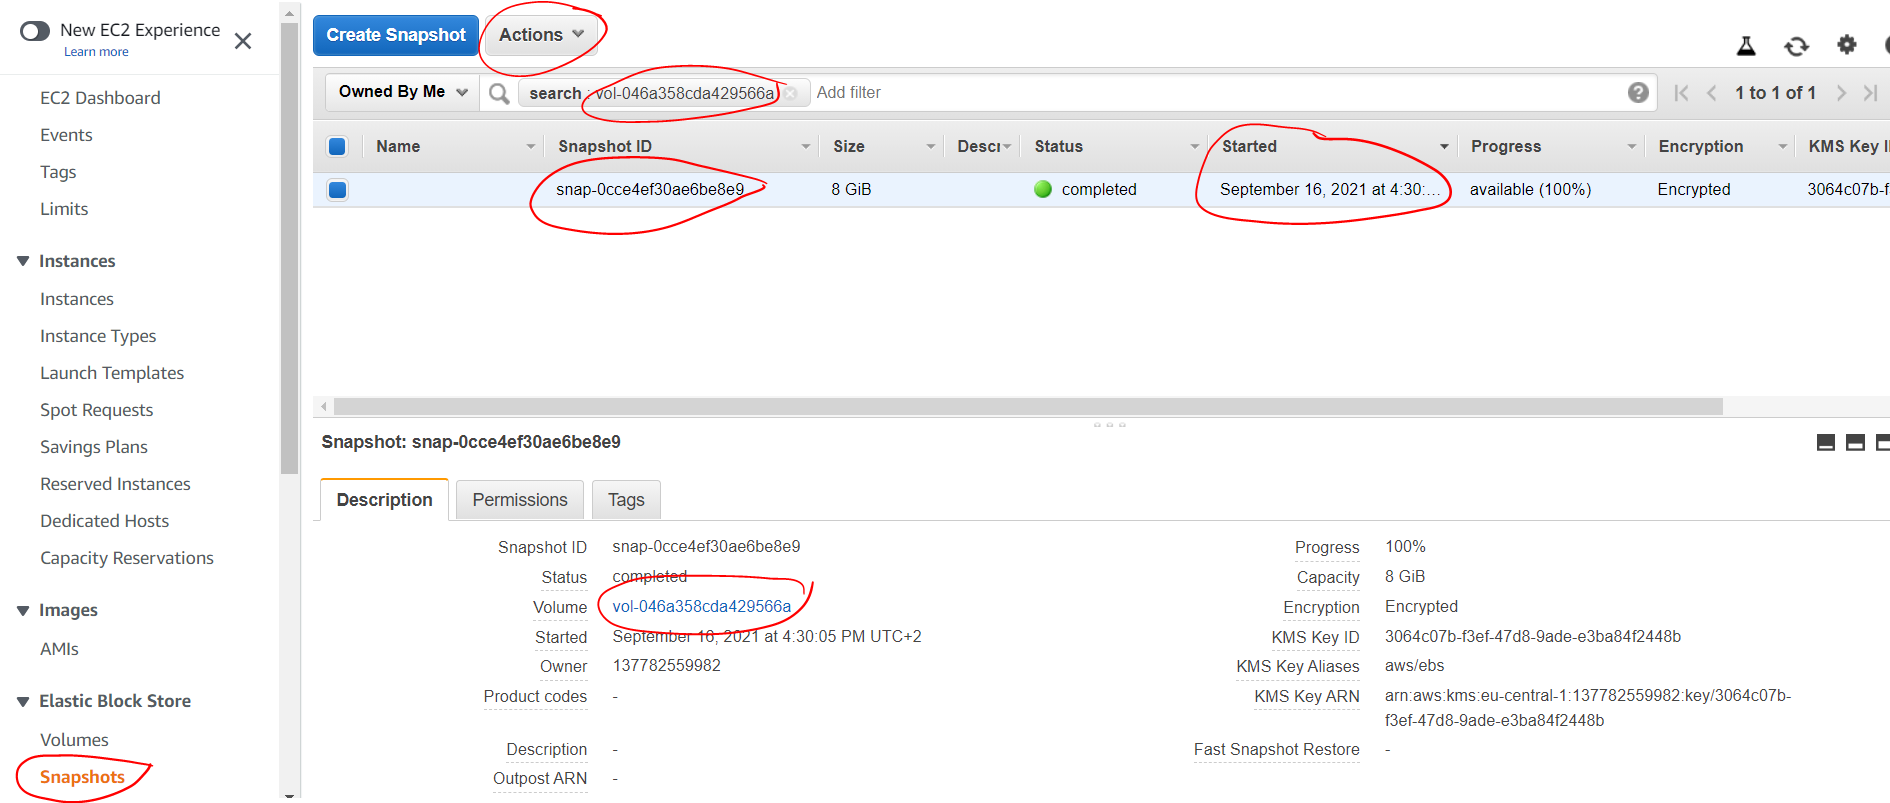 New EC2 Experience
Learn more
EC2 Dashboard
Events
Tags
Limits
Instances
Instances
Instance Types
Launch Templates
Spot Requests
Savings Plans
Reserved Instances
Dedicated Hosts
Capacity Reservations
Images
AMIs
Elastic Block Store
Volumes
Snapshots
Create Snapshot Actions
Owned By Me search : vol-046a358cda429566a Add filter 1 to 1 of 1
Name Snapshot ID Size Descri Status Started Progress Encryption KMS Key I
snap-0cce4ef30ae6be8e9 8 GiB completed September 16, 2021 at 4:30:... available (100%) Encrypted 3064c07b-f
Snapshot: snap-0cce4ef30ae6be8e9
Description Permissions Tags
Snapshot ID snap-0cce4ef30ae6be8e9
Status completed
Volume vol-046a358cda429566a
Started September 16, 2021 at 4:30:05 PM UTC+2
Owner 137782559982
Product codes -
Description -
Outpost ARN -
Progress 100%
Capacity 8 GiB
Encryption Encrypted
KMS Key ID 3064c07b-f3ef-47d8-9ade-e3ba84f2448b
KMS Key Aliases aws/ebs
KMS Key ARN arn:aws:kms:eu-central-1:137782559982:key/3064c07b-
f3ef-47d8-9ade-e3ba84f2448b
Fast Snapshot Restore -